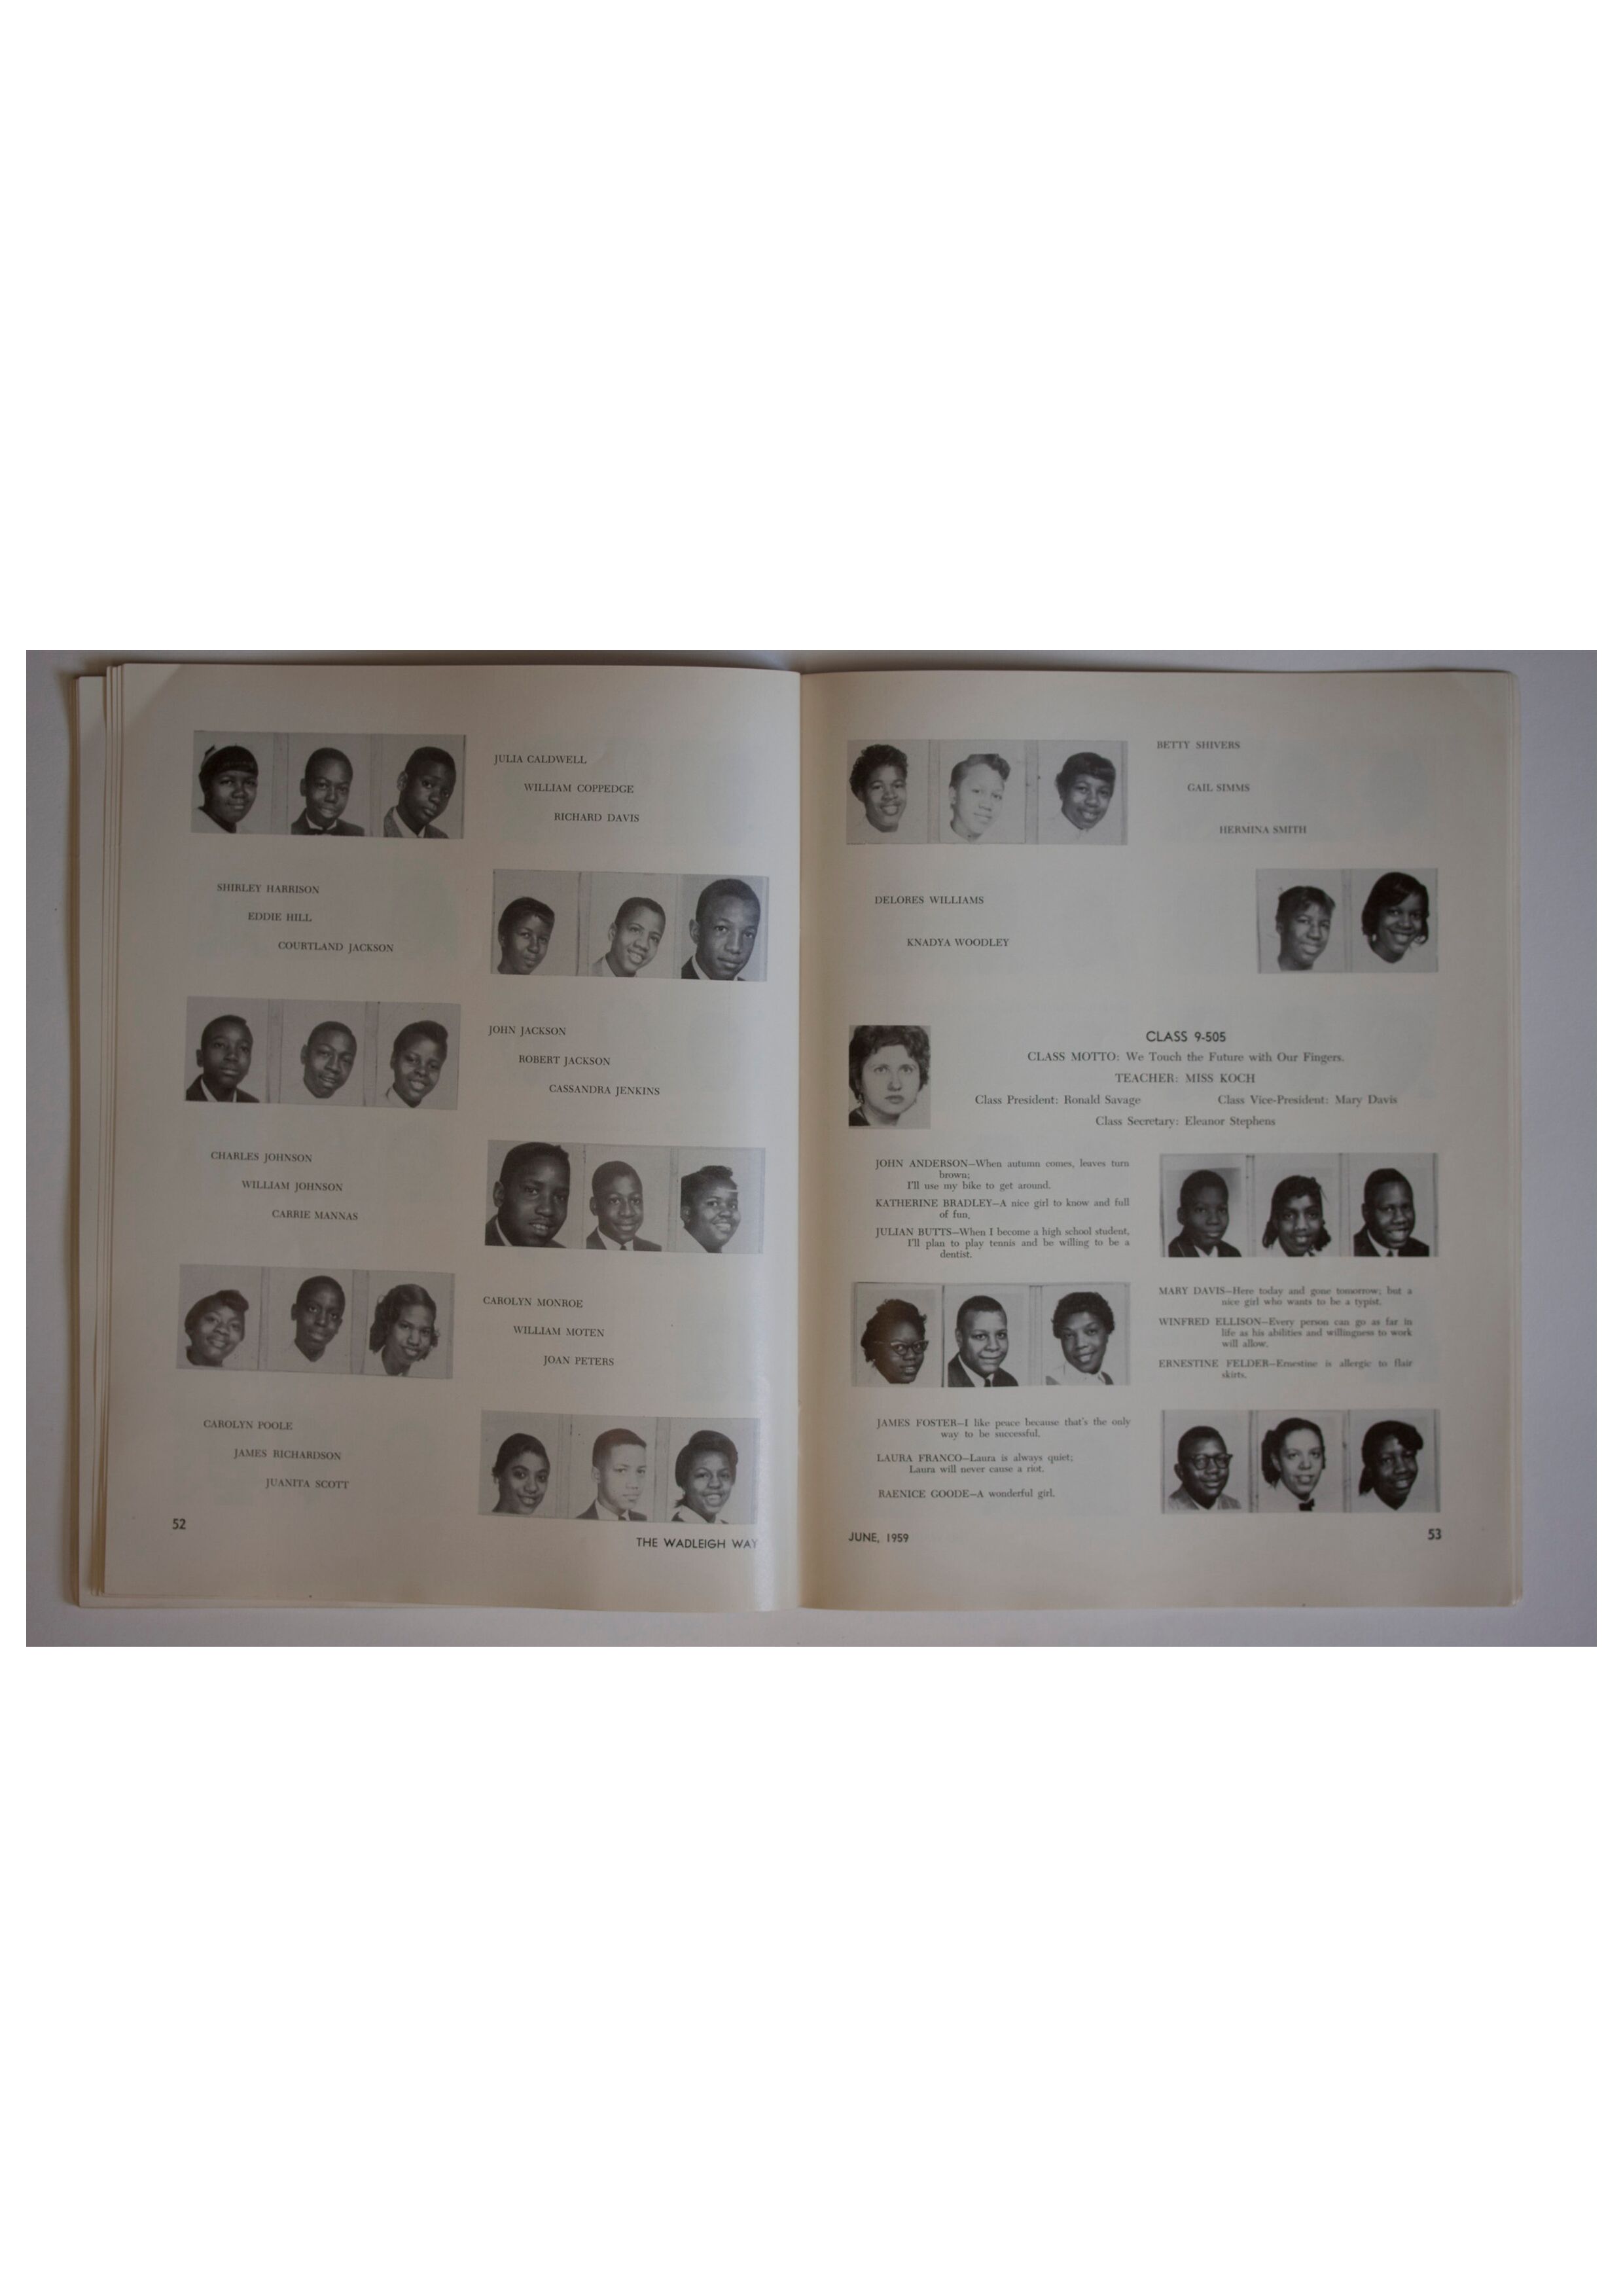 JULIA CALDWELL
WILLIAM COPPEDGE
RICHARD DAVIS
SHIRLEY HARRISON
EDDIE HILL
COURTLAND JACKSON
JOHN JACKSON
ROBERT JACKSON
CASSANDRA JENKINS
CHARLES JOHNSON
WILLIAM JOHNSON
CARRIE MANNAS
CAROLYN MONROE
WILLIAM MOTEN
JOAN PETERS
CAROLYN POOLE
JAMES RICHARDSON
JUANITA SCOTT
52
THE WADLEIGH WAY
BETTY SHIVERS
GAIL SIMMS
HERMINA SMITH
DELORES WILLIAMS
KNADYA WOODLEY
CLASS 9-505
CLASS MOTTO: We Touch the Future with Our Fingers.
TEACHER: MISS KOCH
Class President: Ronald Savage Class Vice-President: Mary Davis
Class Secretary: Eleanor Stephens
JOHN ANDERSON—When autumn comes, leaves turn
brown;
I'll use my bike to get around.
KATHERINE BRADLEY—A nice girl to know and full
of fun.
JULIAN BUTTS—When I become a high school student,
I'll plan to play tennis and be willing to be a
dentist.
MARY DAVIS—Here today and gone tomorrow; but a
nice girl who wants to be a typist.
WINFRED ELLISON—Every person can go as far in
life as his abilities and willingness to work
will allow.
ERNESTINE FELDER—Ernestine is allergic to flair
skirts.
JAMES FOSTER—I like peace because that's the only
way to be successful.
LAURA FRANCO—Laura is always quiet;
Laura will never cause a riot.
RAENICE GOODE—A wonderful girl.
JUNE, 1959
53